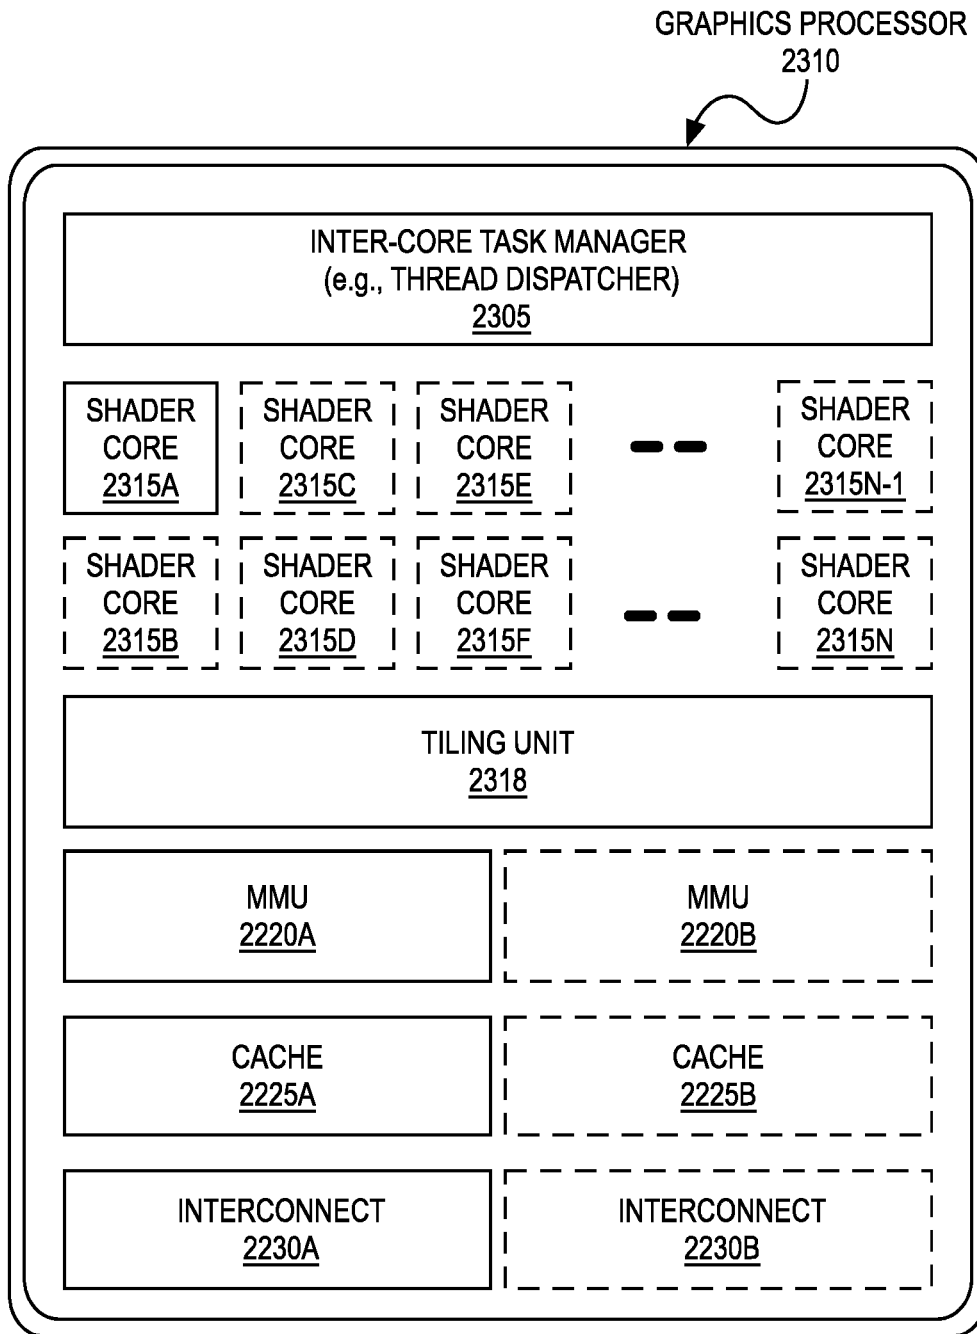 GRAPHICS PROCESSOR
2310
INTER-CORE TASK MANAGER
(e.g., THREAD DISPATCHER)
2305
SHADER
CORE
2315A
SHADER
CORE
2315C
SHADER
CORE
2315E
SHADER
CORE
2315N-1
SHADER
CORE
2315B
SHADER
CORE
2315D
SHADER
CORE
2315F
SHADER
CORE
2315N
TILING UNIT
2318
MMU
2220A
MMU
2220B
CACHE
2225A
CACHE
2225B
INTERCONNECT
2230A
INTERCONNECT
2230B